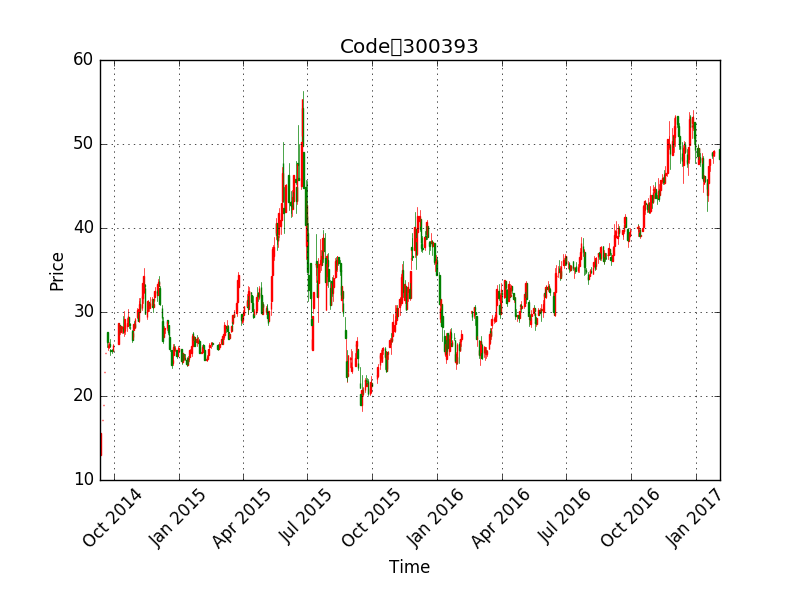 Code▯300393
60
50
40
30
20
10
Price
Oct 2014
Jan 2015
Apr 2015
Jul 2015
Oct 2015
Jan 2016
Apr 2016
Jul 2016
Oct 2016
Jan 2017
Time